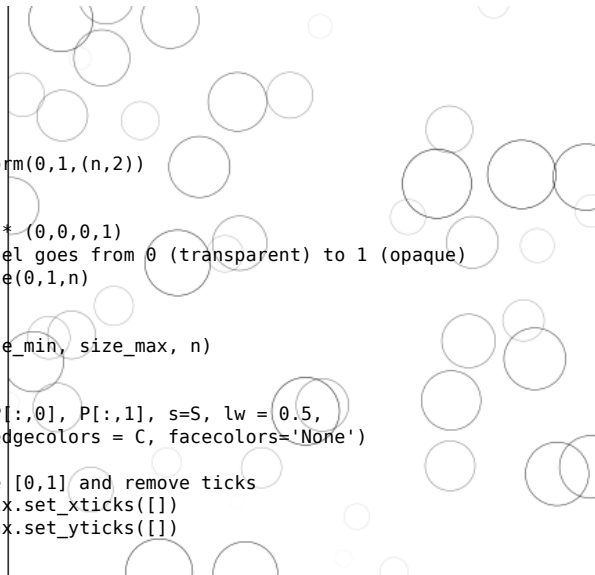 rm(0,1,(n,2))
* (0,0,0,1)
el goes from 0 (transparent) to 1 (opaque)
e(0,1,n)
e_min, size_max, n)
P[:,0], P[:,1], s=S, lw = 0.5,
dgecolors = C, facecolors='None')
[0,1] and remove ticks
x.set_xticks([])
x.set_yticks([])